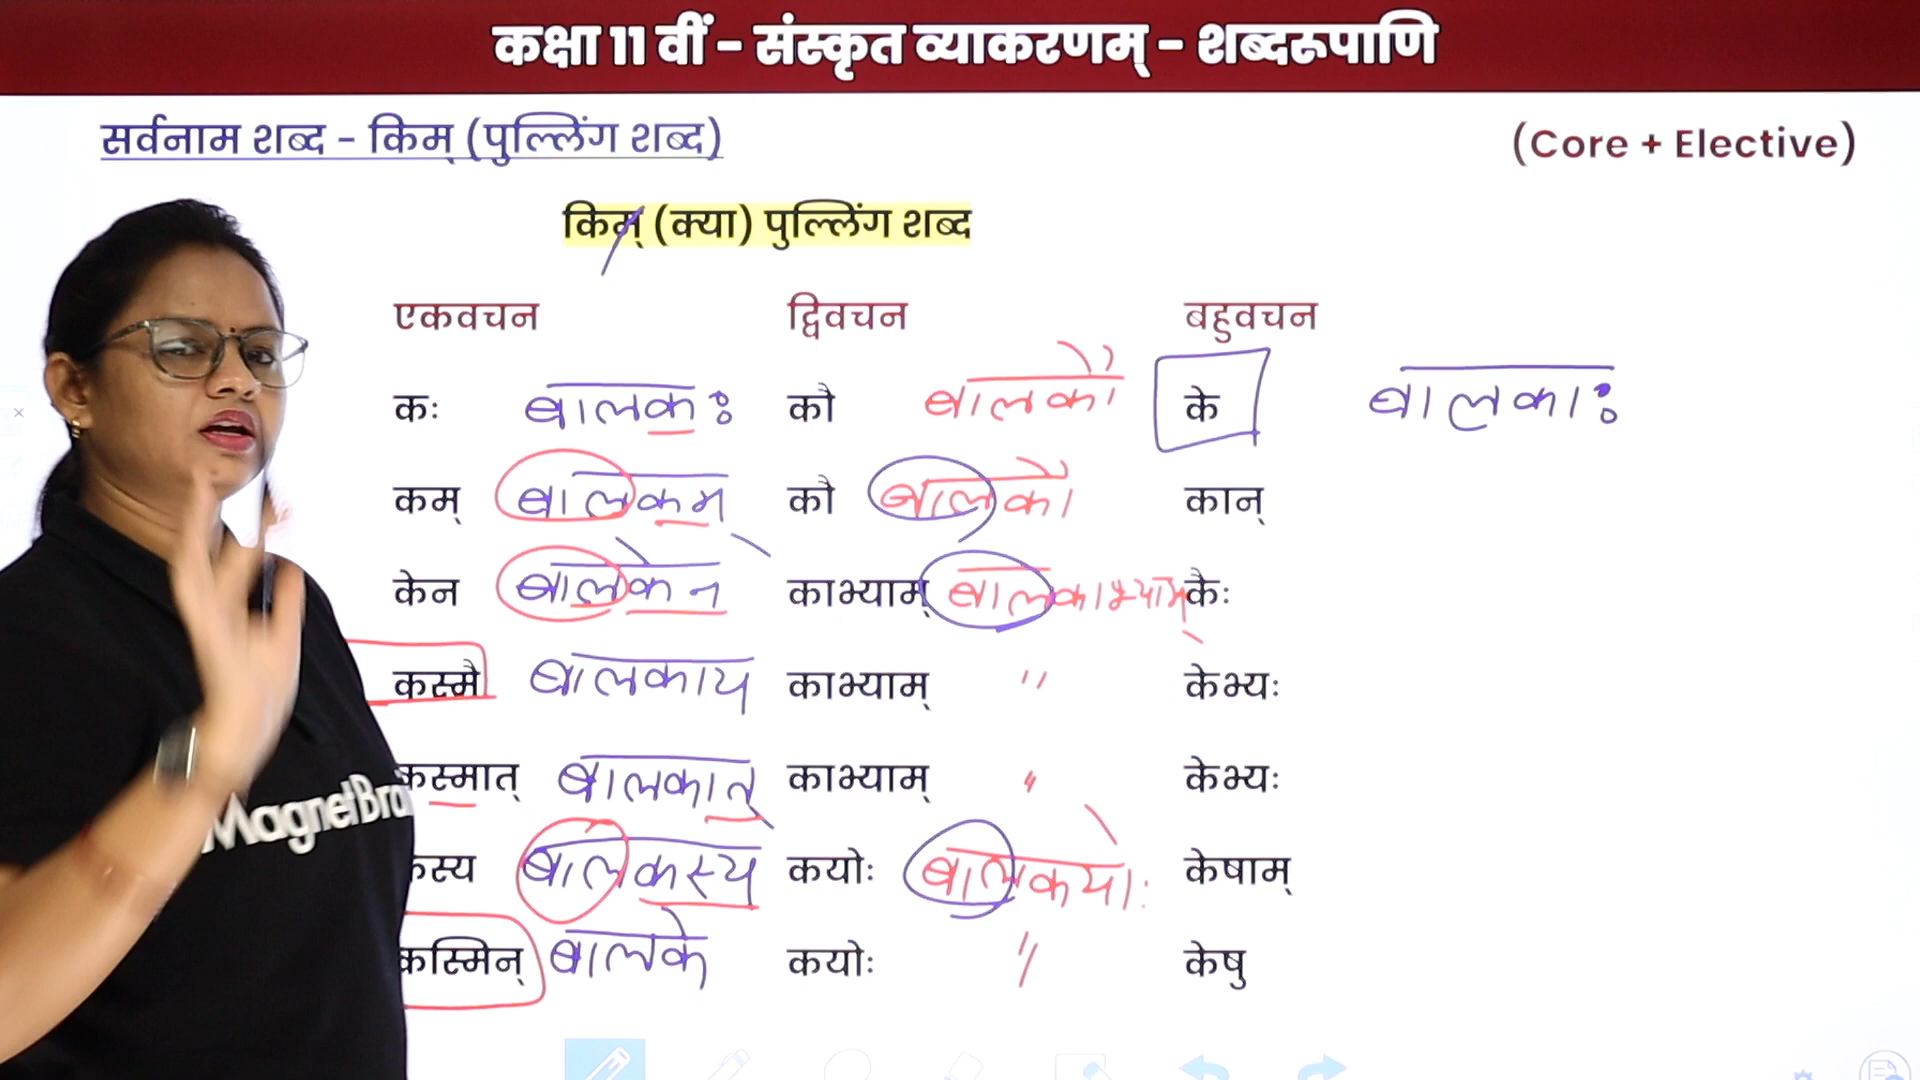 कक्षा 11 वीं - संस्कृत व्याकरणम् - शब्दरूपाणि
सर्वनाम शब्द - किम् (पुल्लिंग शब्द) (Core + Elective)
किम् (क्या) पुल्लिंग शब्द
एकवचन द्विवचन बहुवचन
कः बालकः कौ बालकौ के बालकाः
कम् बालकम् कौ बालकौ कान्
केन बालकेन काभ्याम् बालकाभ्याम् कैः
कस्मै बालकाय काभ्याम् " केभ्यः
कस्मात् बालकात् काभ्याम् " केभ्यः
कस्य बालकस्य कयोः बालकयोः केषाम्
कस्मिन् बालके कयोः " केषु
MagnetBra